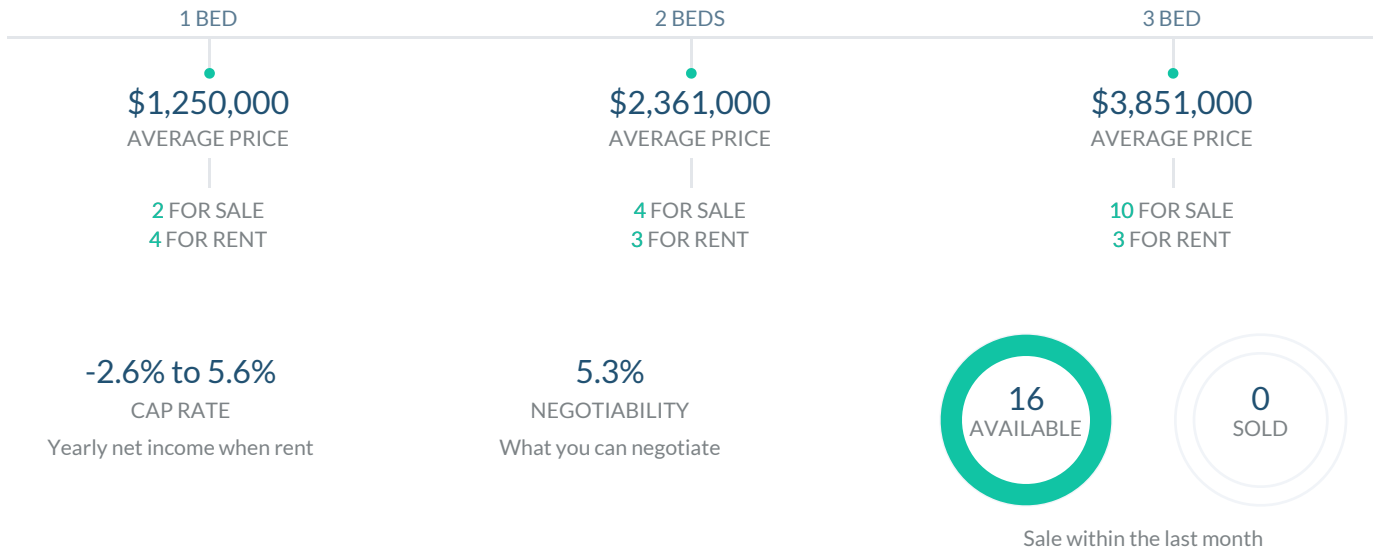 1 BED
2 BEDS
3 BED
$1,250,000
AVERAGE PRICE
2 FOR SALE
4 FOR RENT
$2,361,000
AVERAGE PRICE
4 FOR SALE
3 FOR RENT
$3,851,000
AVERAGE PRICE
10 FOR SALE
3 FOR RENT
-2.6% to 5.6%
CAP RATE
Yearly net income when rent
5.3%
NEGOTIABILITY
What you can negotiate
16
AVAILABLE
0
SOLD
Sale within the last month